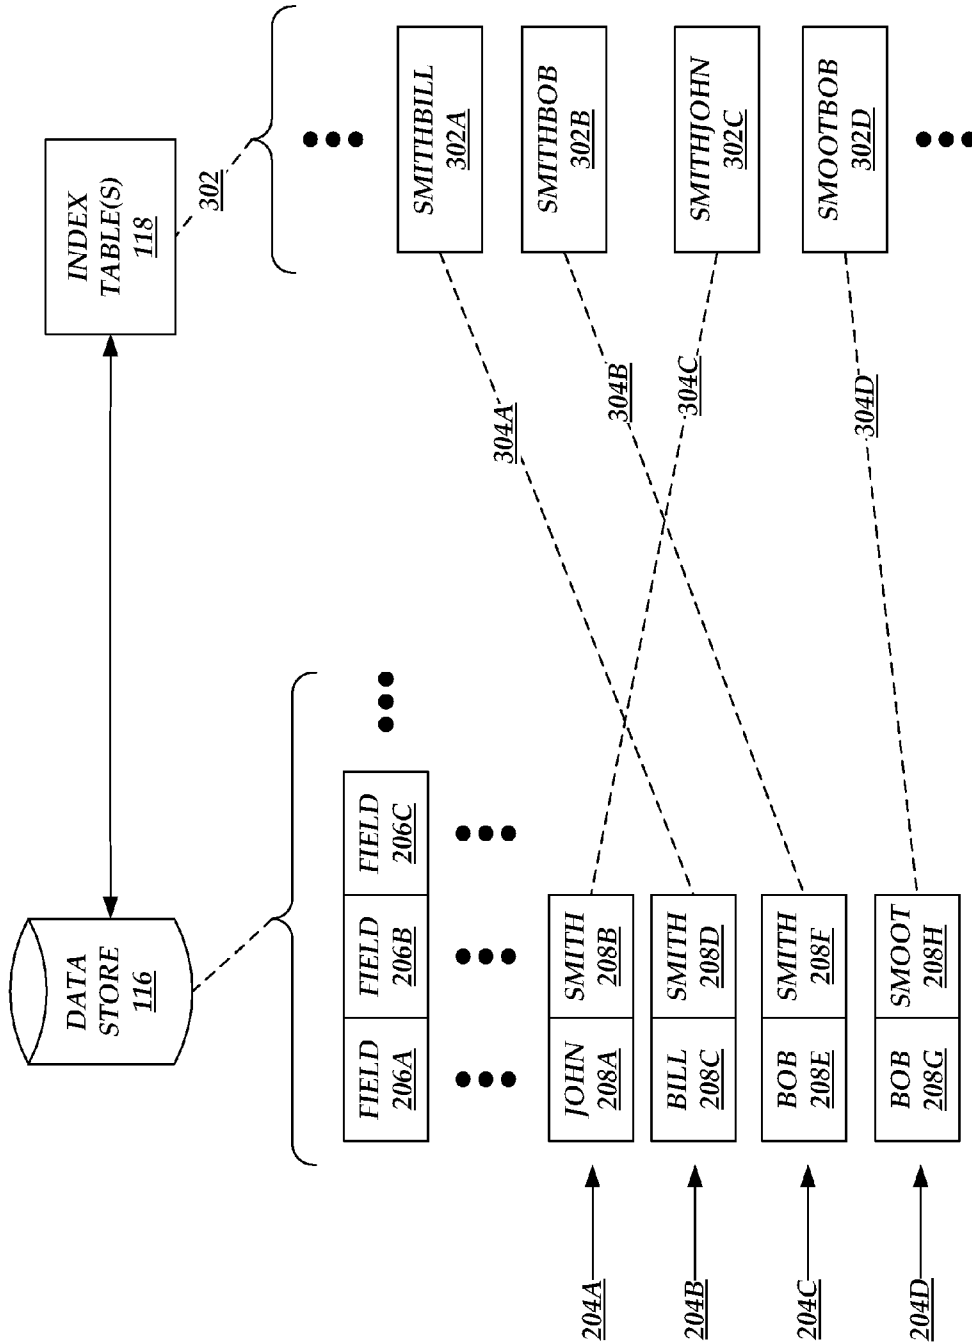 DATA
STORE
116
INDEX
TABLE(S)
118
302
FIELD
206A
FIELD
206B
FIELD
206C
204A
JOHN
208A
SMITH
208B
204B
BILL
208C
SMITH
208D
204C
BOB
208E
SMITH
208F
204D
BOB
208G
SMOOT
208H
304A
304B
304C
304D
SMITHBILL
302A
SMITHBOB
302B
SMITHJOHN
302C
SMOOTBOB
302D